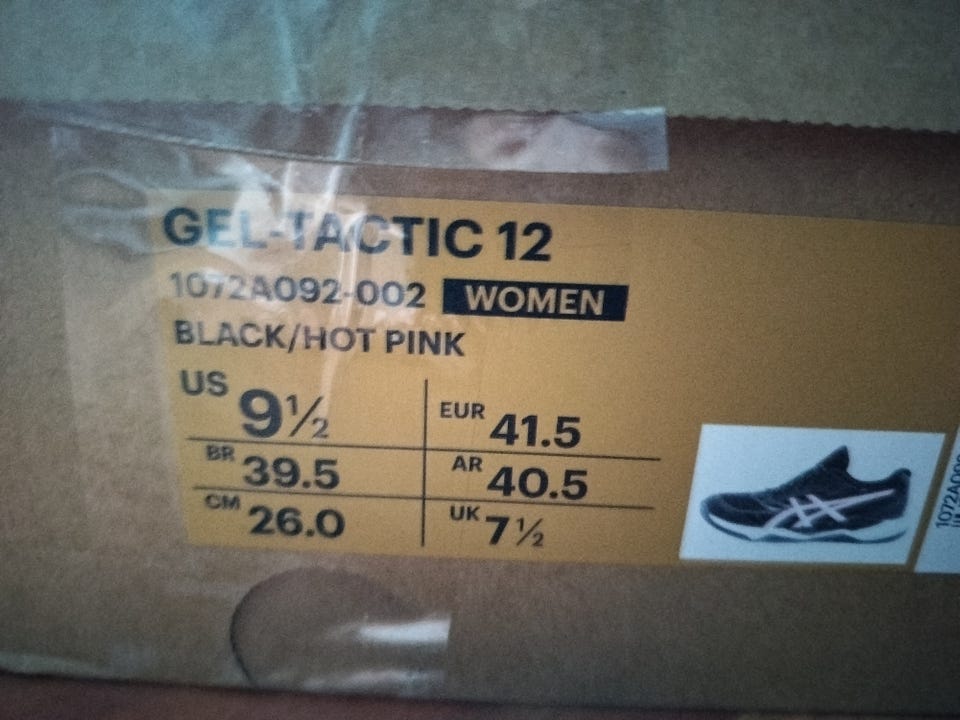 GEL-TACTIC 12
1072A092-002 WOMEN
BLACK/HOT PINK
US 9½ EUR 41.5
BR 39.5 AR 40.5
CM 26.0 UK 7½